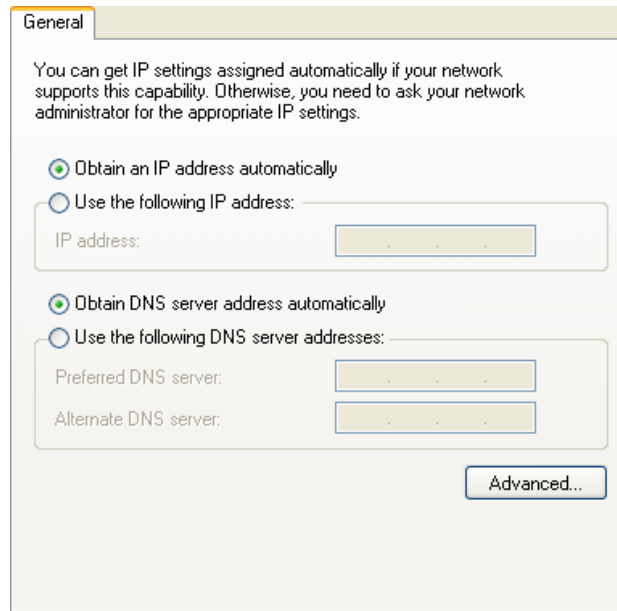 General
You can get IP settings assigned automatically if your network
supports this capability. Otherwise, you need to ask your network
administrator for the appropriate IP settings.
Obtain an IP address automatically
Use the following IP address:
IP address:
Obtain DNS server address automatically
Use the following DNS server addresses:
Preferred DNS server:
Alternate DNS server:
Advanced...